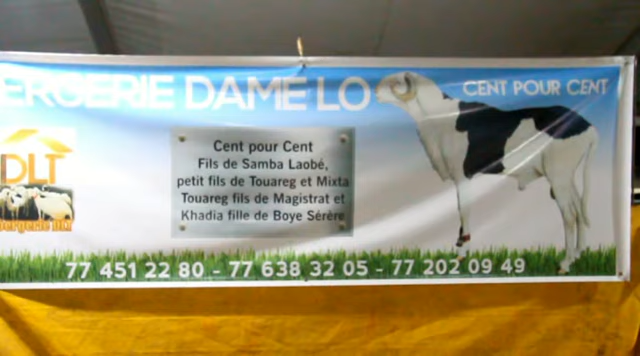 ERGERIE DAME LO
CENT POUR CENT
DLT
ergerie DLT
Cent pour Cent
Fils de Samba Laobé,
petit fils de Touareg et Mixta
Touareg fils de Magistrat et
Khadia fille de Boye Sérère
77 451 22 80 - 77 638 32 05 - 77 202 09 49